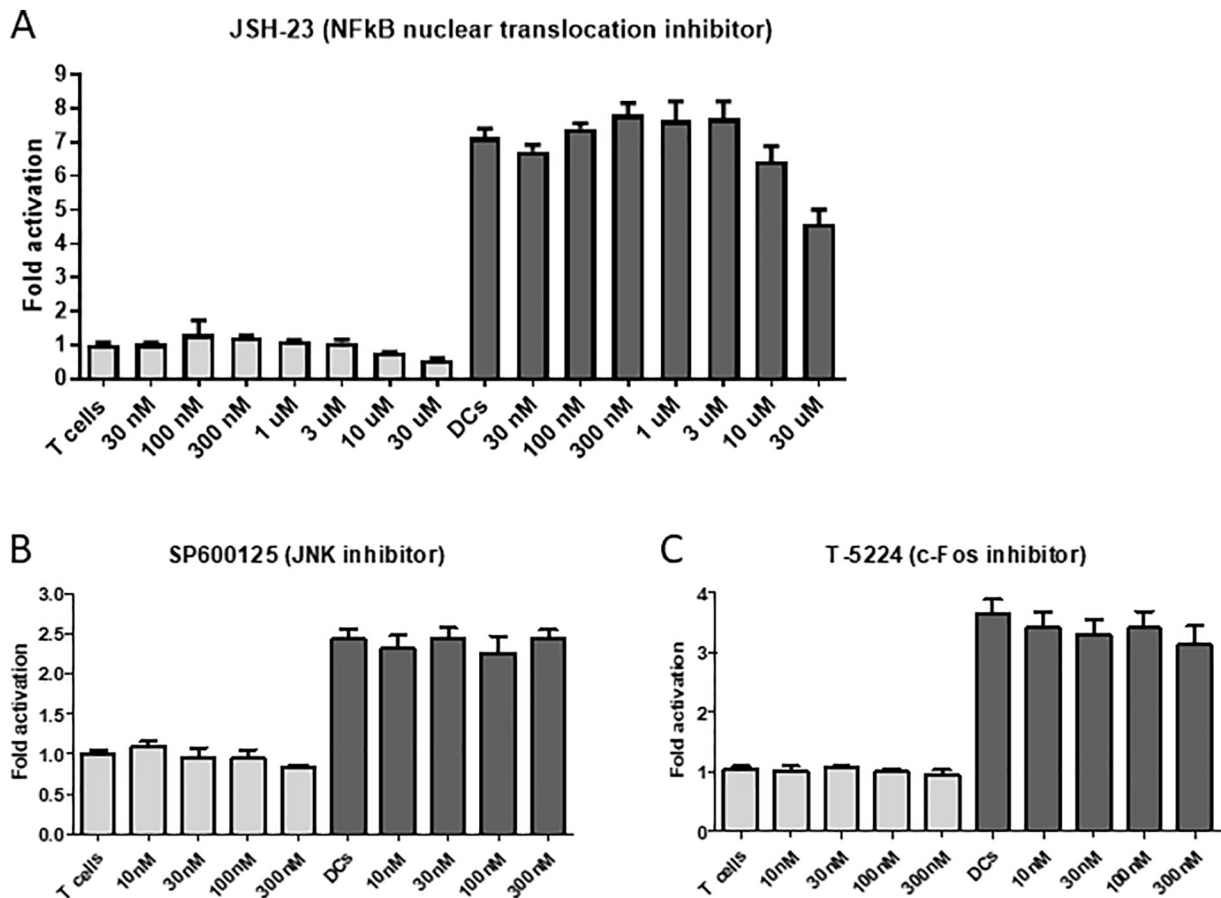 A
JSH-23 (NFkB nuclear translocation inhibitor)
Fold activation
9
8
7
6
5
4
3
2
1
0
T cells
30 nM
100 nM
300 nM
1 uM
3 uM
10 uM
30 uM
DCs
30 nM
100 nM
300 nM
1 uM
3 uM
10 uM
30 uM
B
SP600125 (JNK inhibitor)
Fold activation
3.0
2.5
2.0
1.5
1.0
0.5
0.0
T cells
10nM
30nM
100nM
300nM
DCs
10nM
30nM
100nM
300nM
C
T-5224 (c-Fos inhibitor)
Fold activation
4
3
2
1
0
T cells
10nM
30nM
100nM
300nM
DCs
10nM
30nM
100nM
300nM